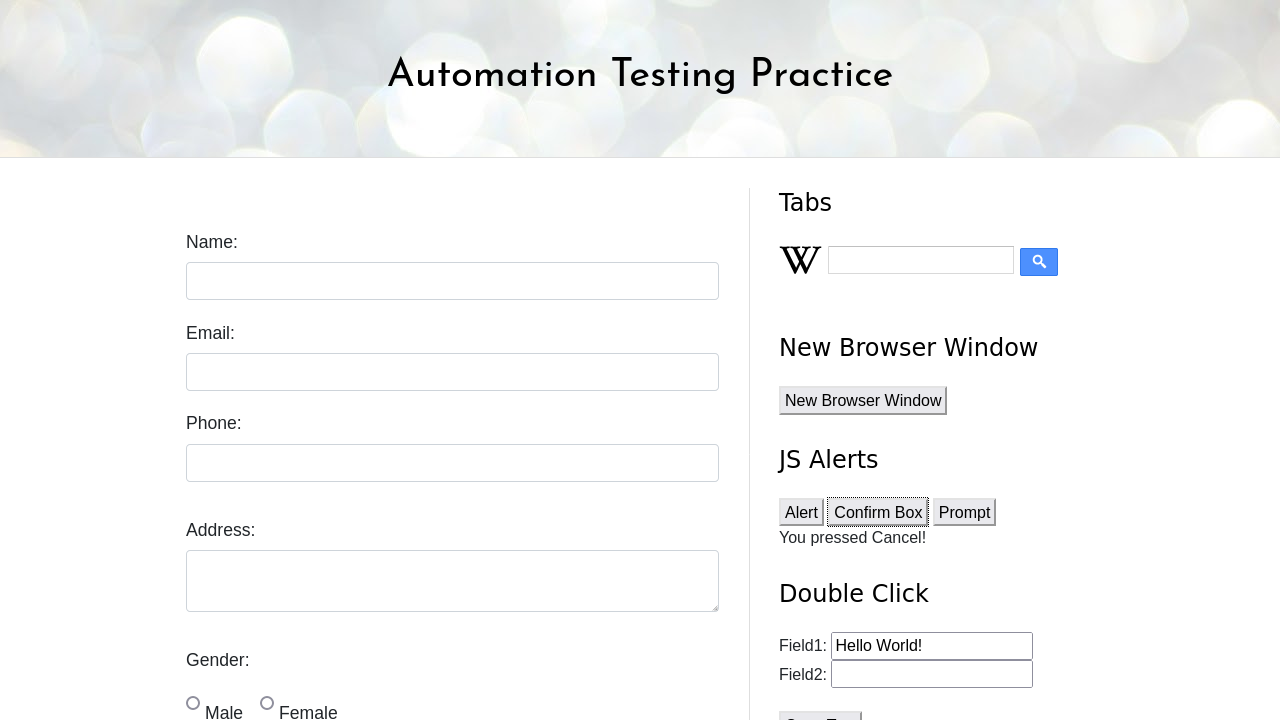 Automation Testing Practice
Name:
Email:
Phone:
Address:
Gender:
Male Female
Tabs
W
New Browser Window
New Browser Window
JS Alerts
Alert Confirm Box Prompt
You pressed Cancel!
Double Click
Field1: Hello World!
Field2: